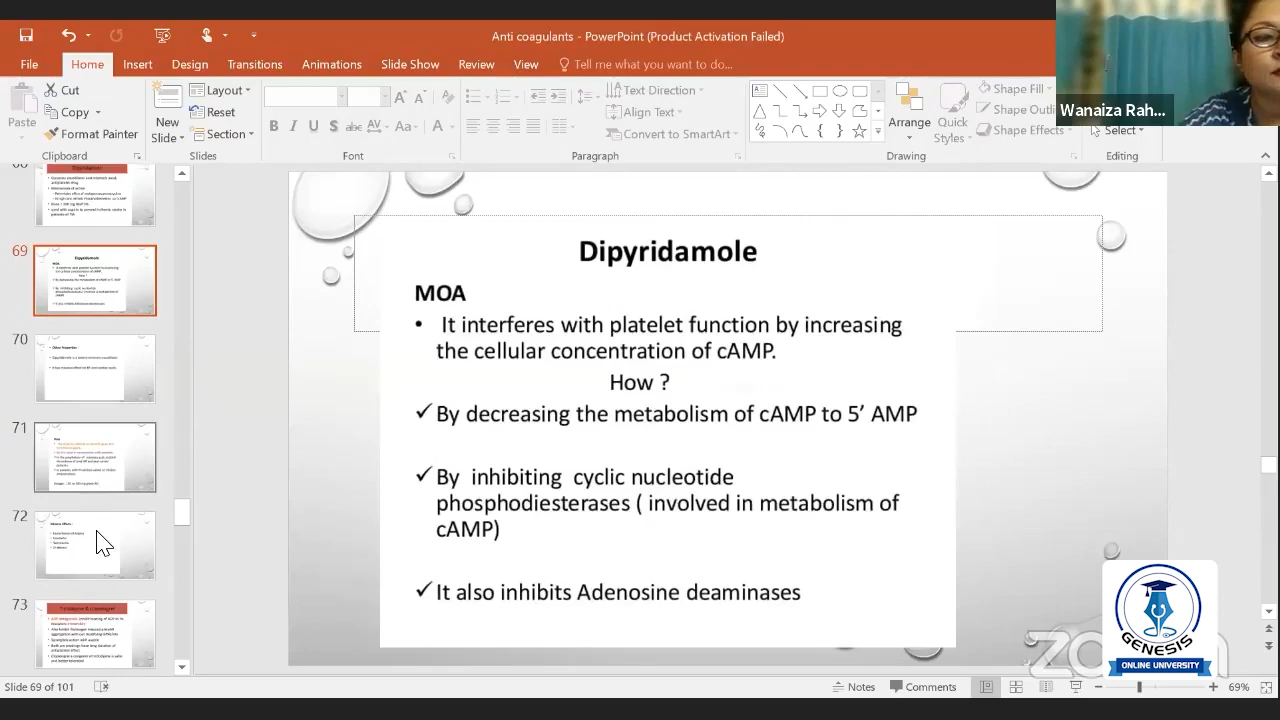 Anti coagulants - PowerPoint (Product Activation Failed)
File Home Insert Design Transitions Animations Slide Show Review View Tell me what you want to do...
Cut
Copy
Format Painter
Paste
Clipboard
New
Slide
Layout
Reset
Section
Slides
Font
Text Direction
Align Text
Convert to SmartArt
Paragraph
Arrange
Quick
Styles
Shape Fill
Shape Effects
Drawing
Select
Editing
Wanaiza Rah...
69
70
71
72
73
Dipyridamole
MOA
• It interferes with platelet function by increasing
the cellular concentration of cAMP.
How ?
✓ By decreasing the metabolism of cAMP to 5’ AMP
✓ By inhibiting cyclic nucleotide
phosphodiesterases ( involved in metabolism of
cAMP)
✓ It also inhibits Adenosine deaminases
GENESIS
ONLINE UNIVERSITY
Slide 69 of 101
Notes
Comments
69%